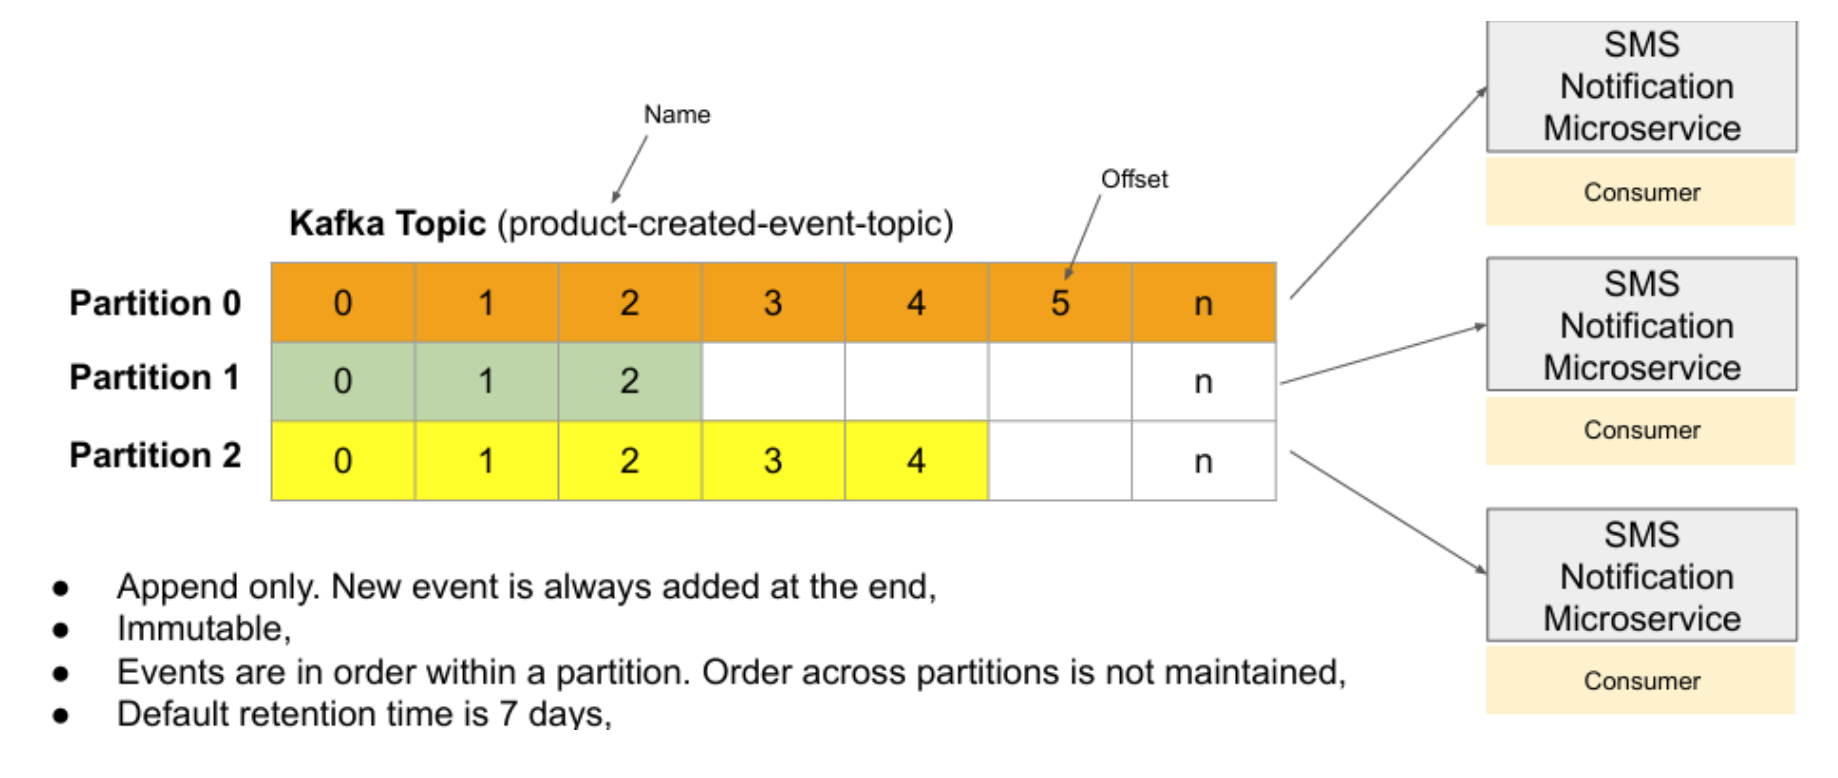 Name
Offset
Kafka Topic (product-created-event-topic)
Partition 0 0 1 2 3 4 5 n
Partition 1 0 1 2 n
Partition 2 0 1 2 3 4 n
SMS
Notification
Microservice
Consumer
SMS
Notification
Microservice
Consumer
SMS
Notification
Microservice
Consumer
● Append only. New event is always added at the end,
● Immutable,
● Events are in order within a partition. Order across partitions is not maintained,
● Default retention time is 7 days,